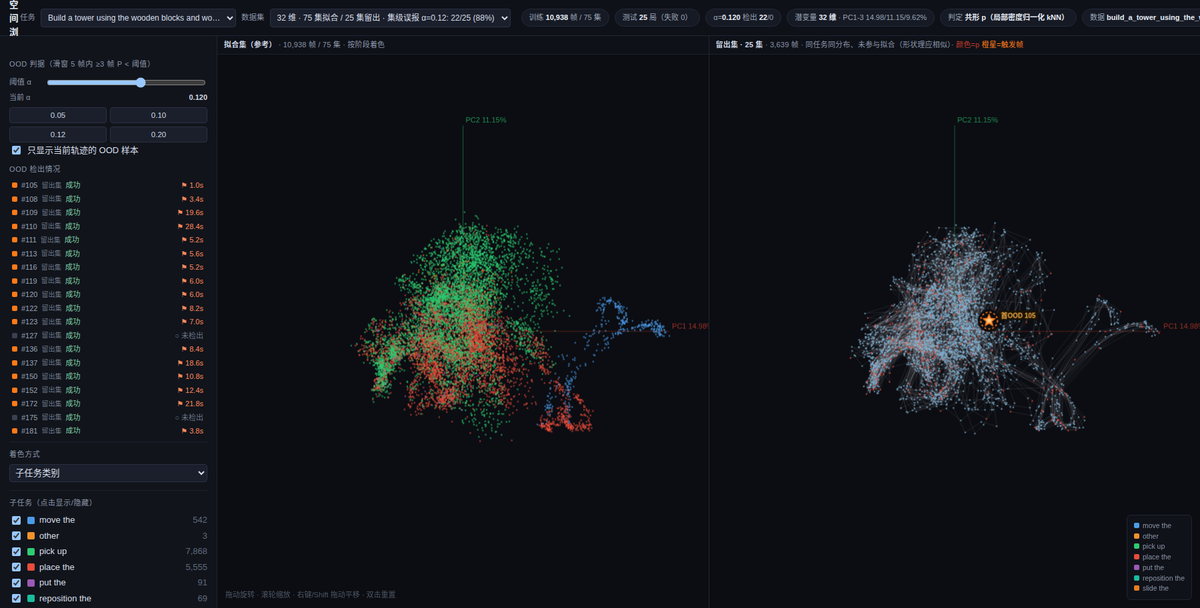 空
间
浏
任务
Build a tower using the wooden blocks and wo…
数据集
32 维 · 75 集拟合 / 25 集留出 · 集级误报 α=0.12: 22/25 (88%)
训练 10,938 帧 / 75 集
测试 25 局（失败 0）
α=0.120 检出 22/0
潜变量 32 维 · PC1-3 14.98/11.15/9.62%
判定 共形 p（局部密度归一化 kNN）
数据 build_a_tower_using_the_
OOD 判据（滑窗 5 帧内 ≥3 帧 P < 阈值）
阈值 α
当前 α 0.120
0.05 0.10
0.12 0.20
只显示当前轨迹的 OOD 样本
OOD 检出情况
#105 留出集 成功 ⚑ 1.0s
#108 留出集 成功 ⚑ 3.4s
#109 留出集 成功 ⚑ 19.6s
#110 留出集 成功 ⚑ 28.4s
#111 留出集 成功 ⚑ 5.2s
#113 留出集 成功 ⚑ 5.6s
#116 留出集 成功 ⚑ 5.2s
#119 留出集 成功 ⚑ 6.0s
#120 留出集 成功 ⚑ 6.0s
#122 留出集 成功 ⚑ 8.2s
#123 留出集 成功 ⚑ 7.0s
#127 留出集 成功 ○ 未检出
#136 留出集 成功 ⚑ 8.4s
#137 留出集 成功 ⚑ 18.6s
#150 留出集 成功 ⚑ 10.8s
#152 留出集 成功 ⚑ 12.4s
#172 留出集 成功 ⚑ 21.8s
#175 留出集 成功 ○ 未检出
#181 留出集 成功 ⚑ 3.8s
着色方式
子任务类别
子任务（点击显示/隐藏）
move the 542
other 3
pick up 7,868
place the 5,555
put the 91
reposition the 69
拟合集（参考） · 10,938 帧 / 75 集 · 按阶段着色
PC2 11.15%
PC1 14.98%
拖动旋转 · 滚轮缩放 · 右键/Shift 拖动平移 · 双击重置
留出集 · 25 集 · 3,639 帧 · 同任务同分布、未参与拟合（形状理应相似）· 颜色=p 橙星=触发帧
PC2 11.15%
首OOD 105
PC1 14.98
move the
other
pick up
place the
put the
reposition the
slide the